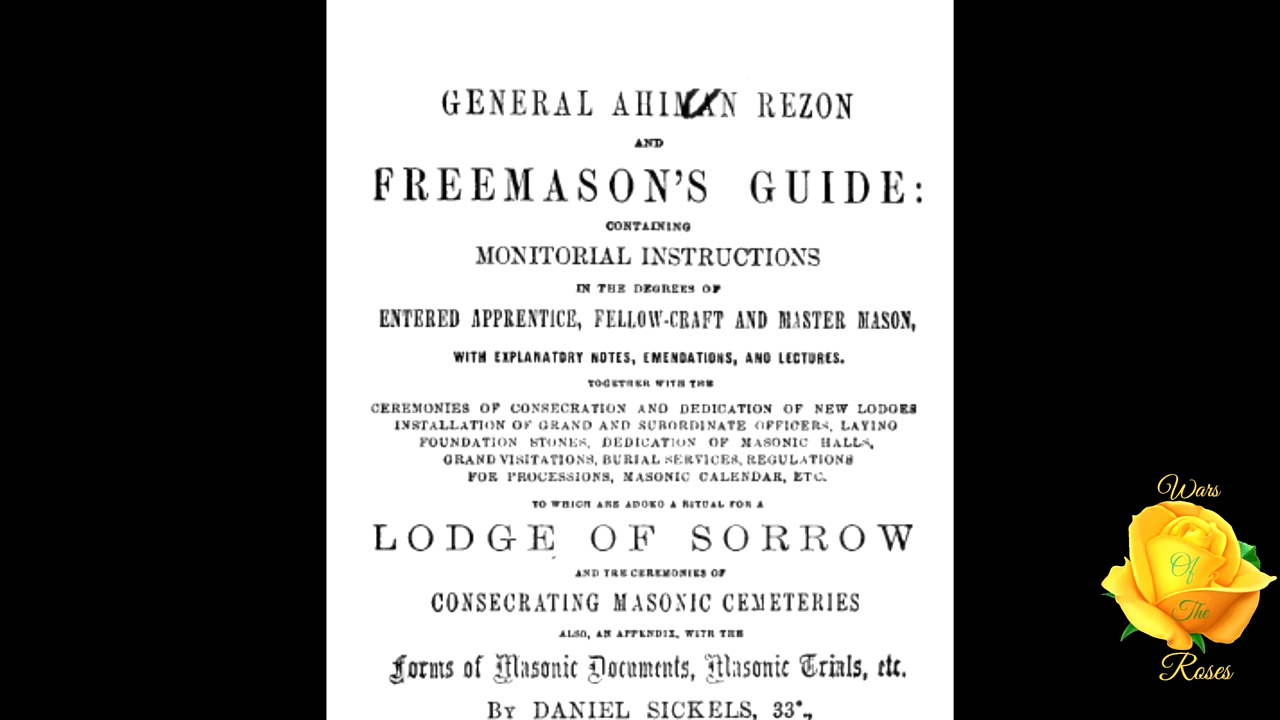 GENERAL AHIMAN REZON
AND
FREEMASON'S GUIDE:
CONTAINING
MONITORIAL INSTRUCTIONS
IN THE DEGREES OF
ENTERED APPRENTICE, FELLOW-CRAFT AND MASTER MASON,
WITH EXPLANATORY NOTES, EMENDATIONS, AND LECTURES.
TOGETHER WITH THE
CEREMONIES OF CONSECRATION AND DEDICATION OF NEW LODGES
INSTALLATION OF GRAND AND SUBORDINATE OFFICERS, LAYING
FOUNDATION STONES, DEDICATION OF MASONIC HALLS,
GRAND VISITATIONS, BURIAL SERVICES, REGULATIONS
FOR PROCESSIONS, MASONIC CALENDAR, ETC.
TO WHICH ARE ADDED A RITUAL FOR A
LODGE OF SORROW
AND THE CEREMONIES OF
CONSECRATING MASONIC CEMETERIES
ALSO, AN APPENDIX, WITH THE
Forms of Masonic Documents, Masonic Trials, etc.
By DANIEL SICKELS, 33°.,
Wars
Of
The
Roses